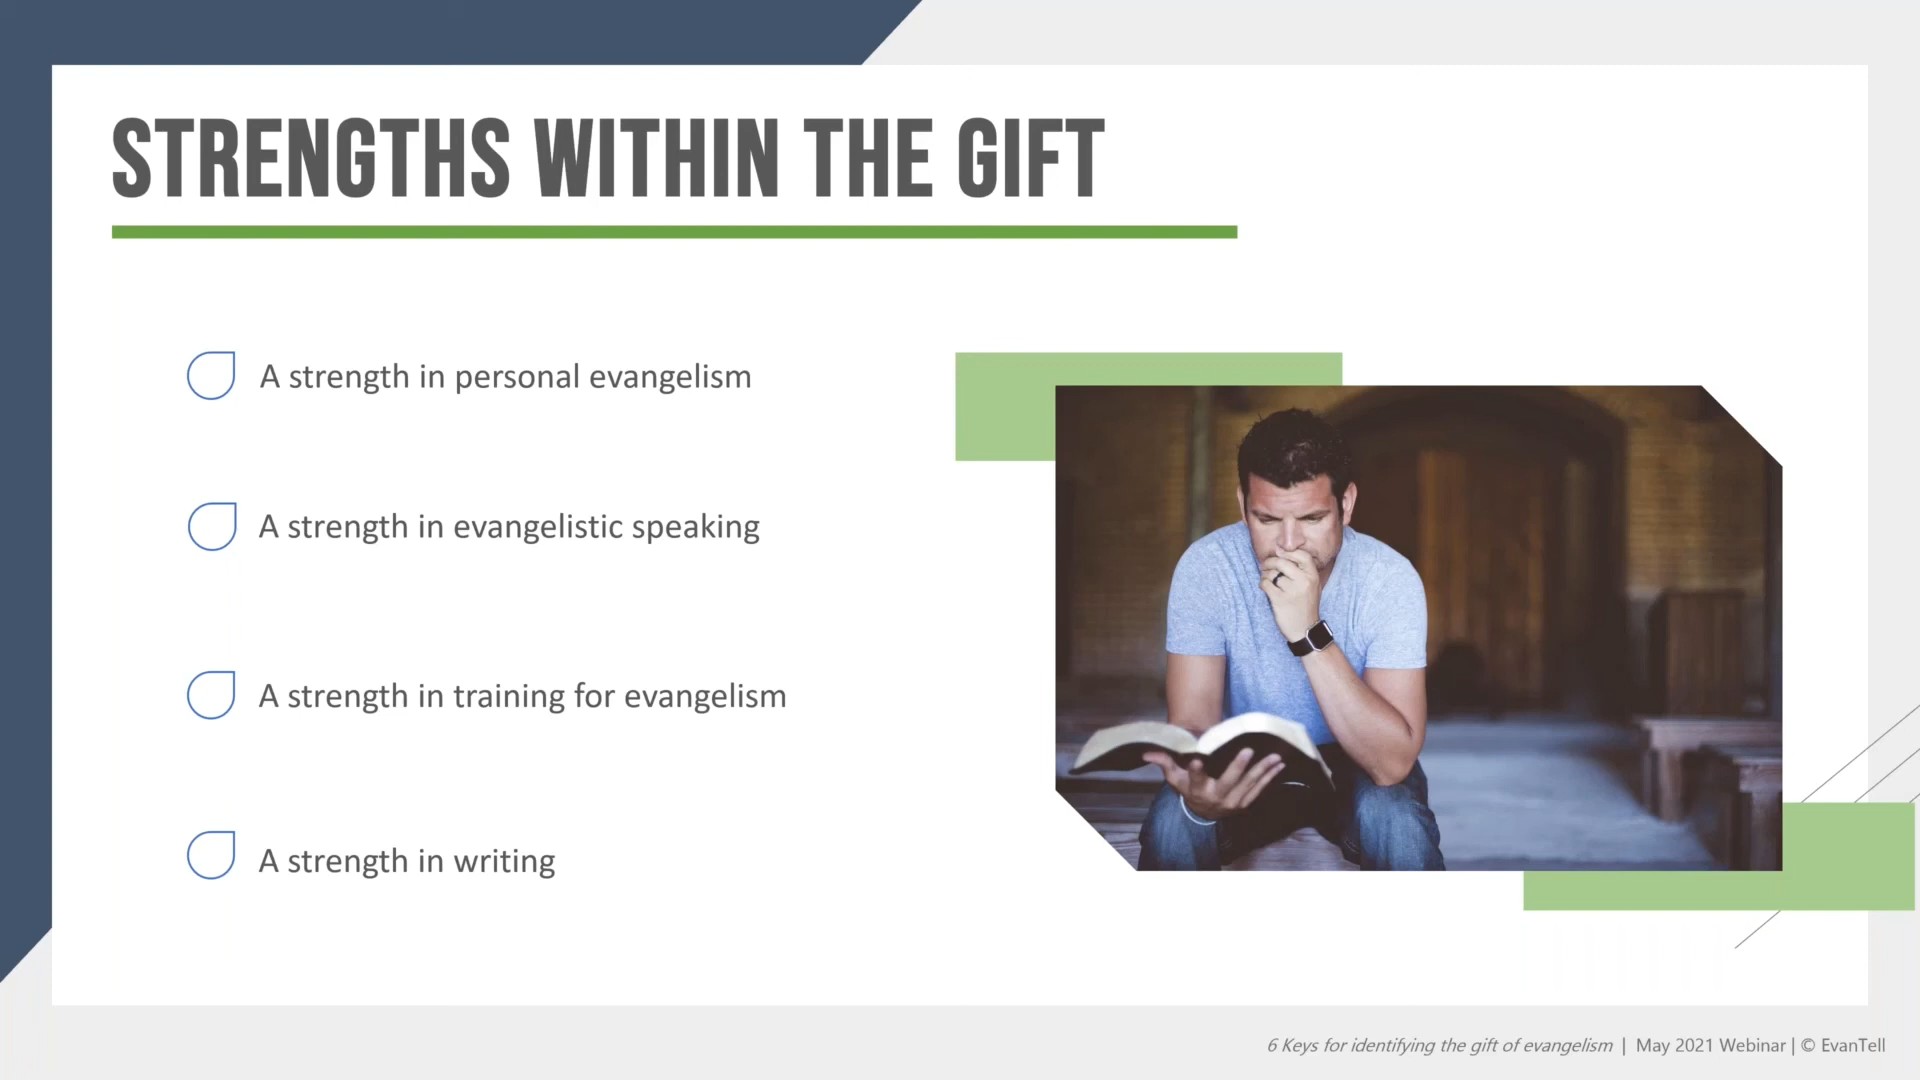 STRENGTHS WITHIN THE GIFT
A strength in personal evangelism
A strength in evangelistic speaking
A strength in training for evangelism
A strength in writing
6 Keys for identifying the gift of evangelism | May 2021 Webinar | © EvanTell